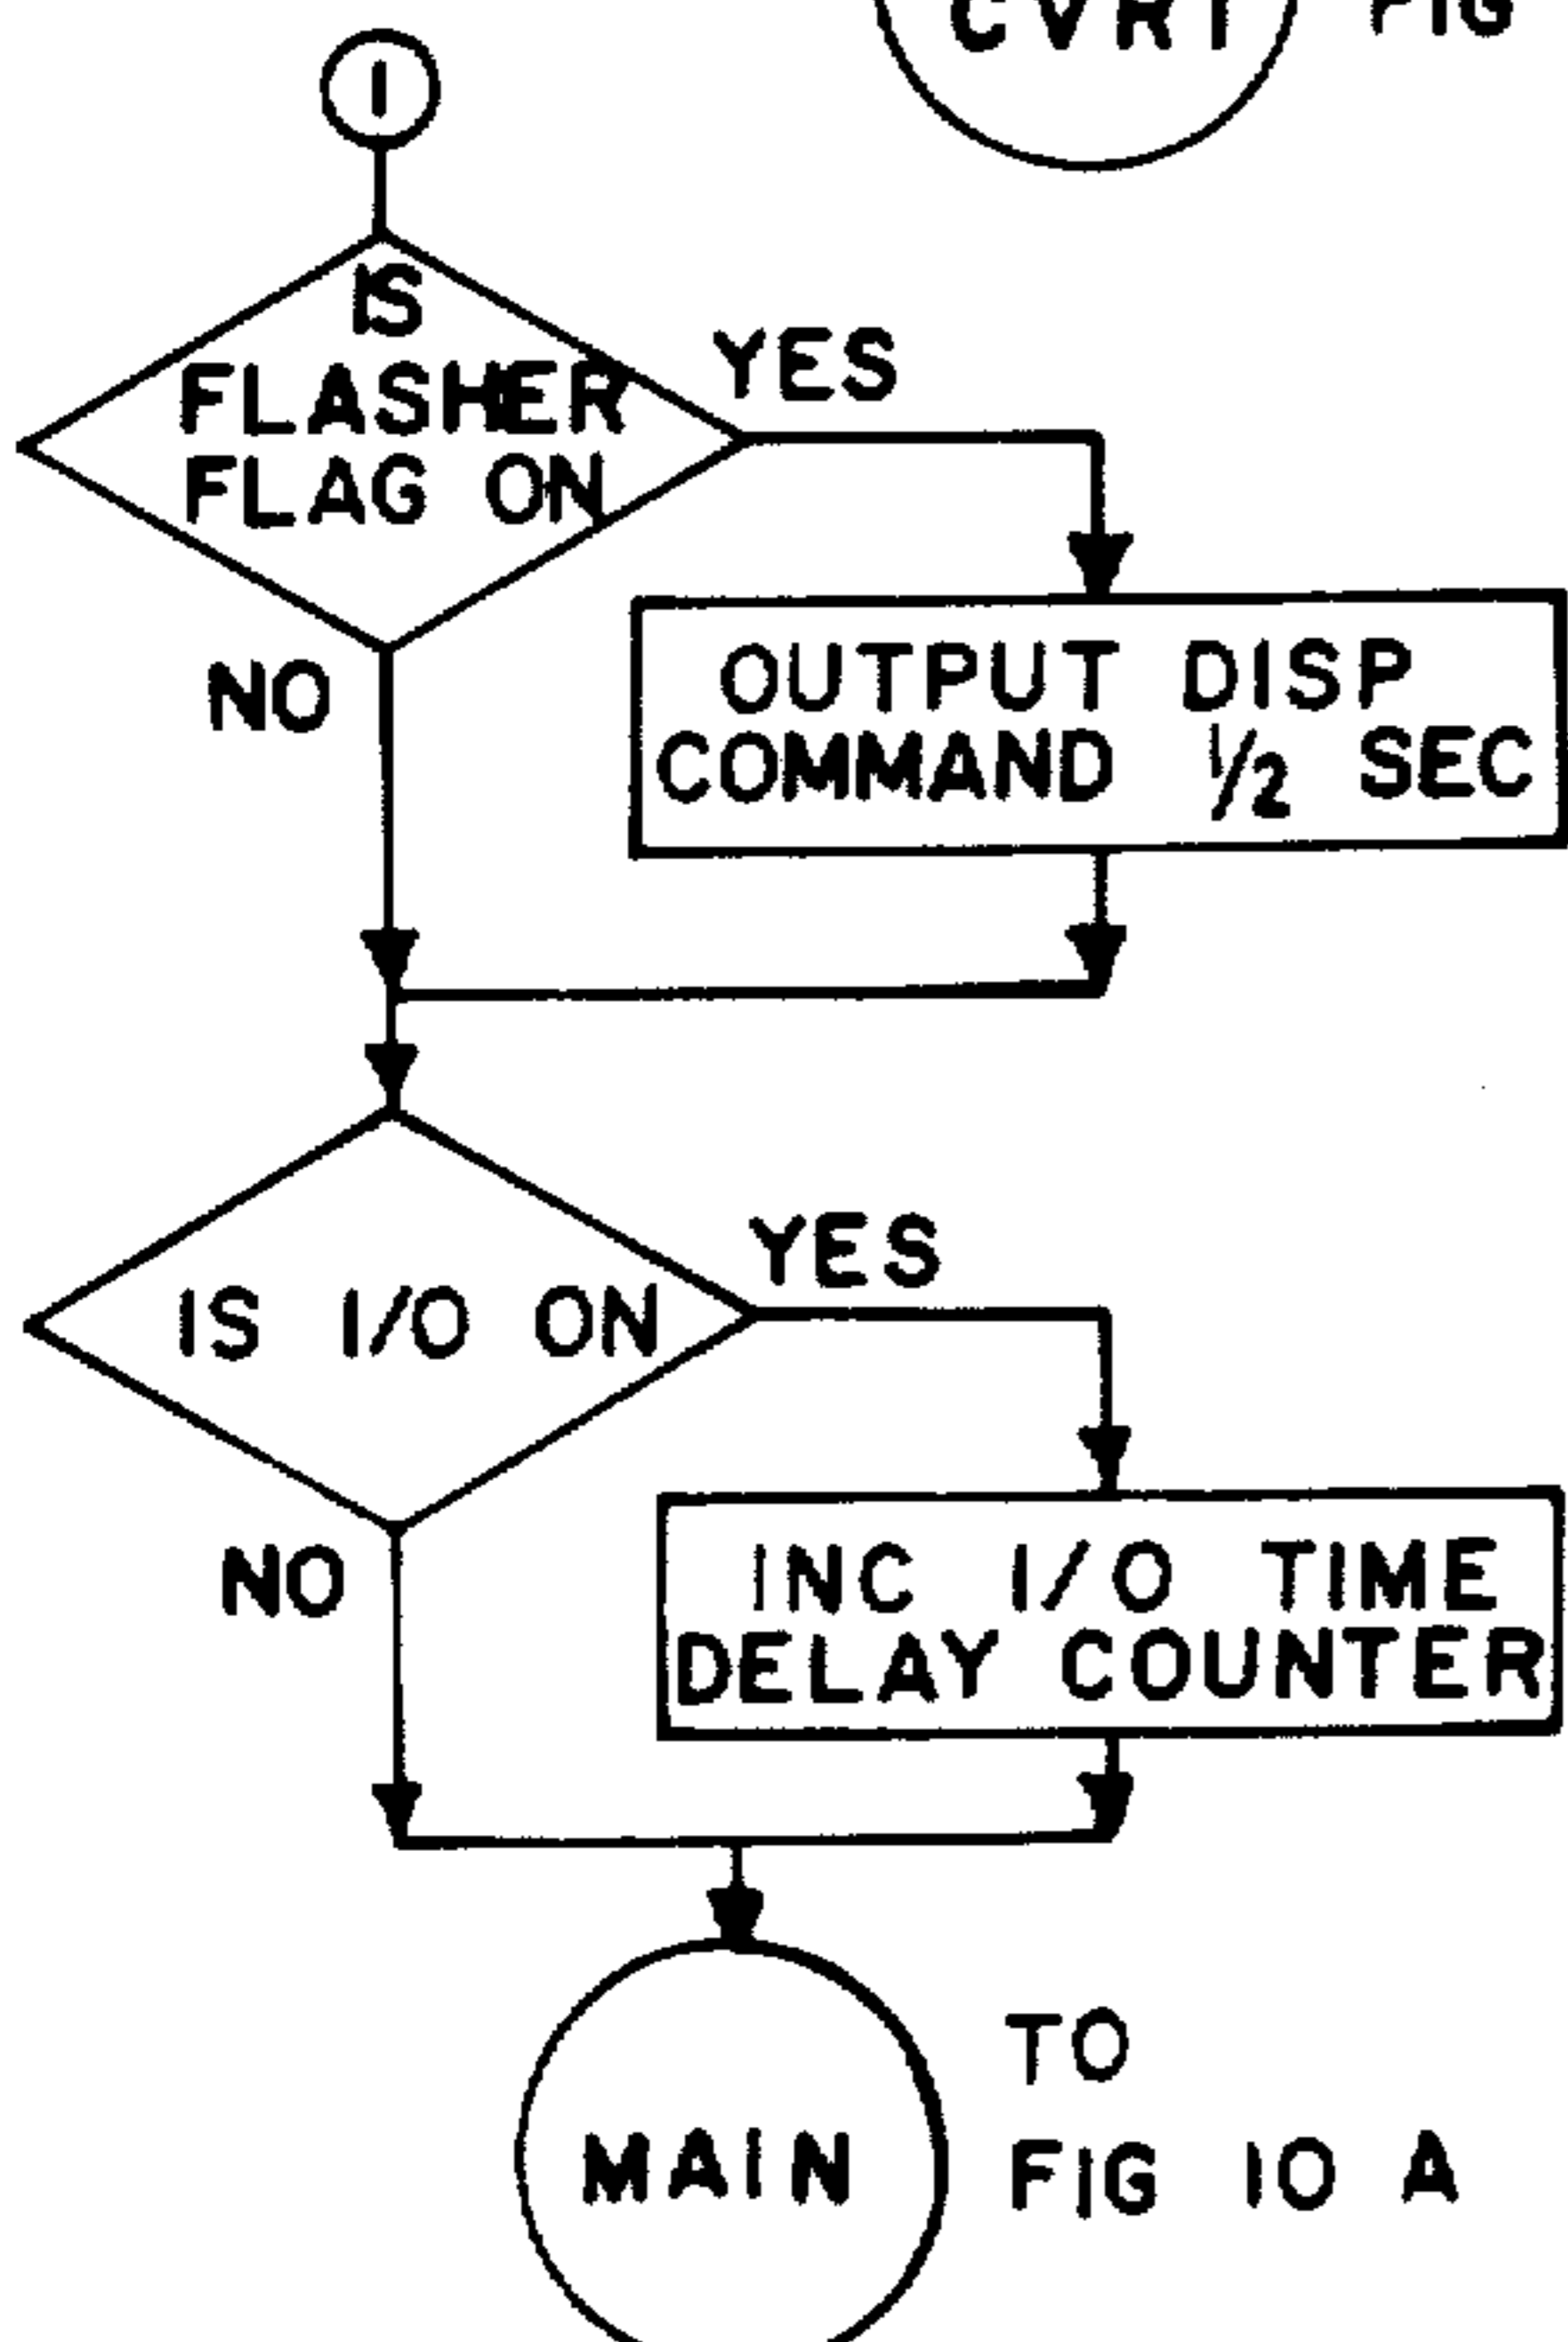 CVRT
FIG
1
IS
FLASHER
FLAG ON
YES
NO
OUTPUT DISP
COMMAND 1/2 SEC
IS I/O ON
YES
NO
INC I/O TIME
DELAY COUNTER
MAIN
TO
FIG 10 A